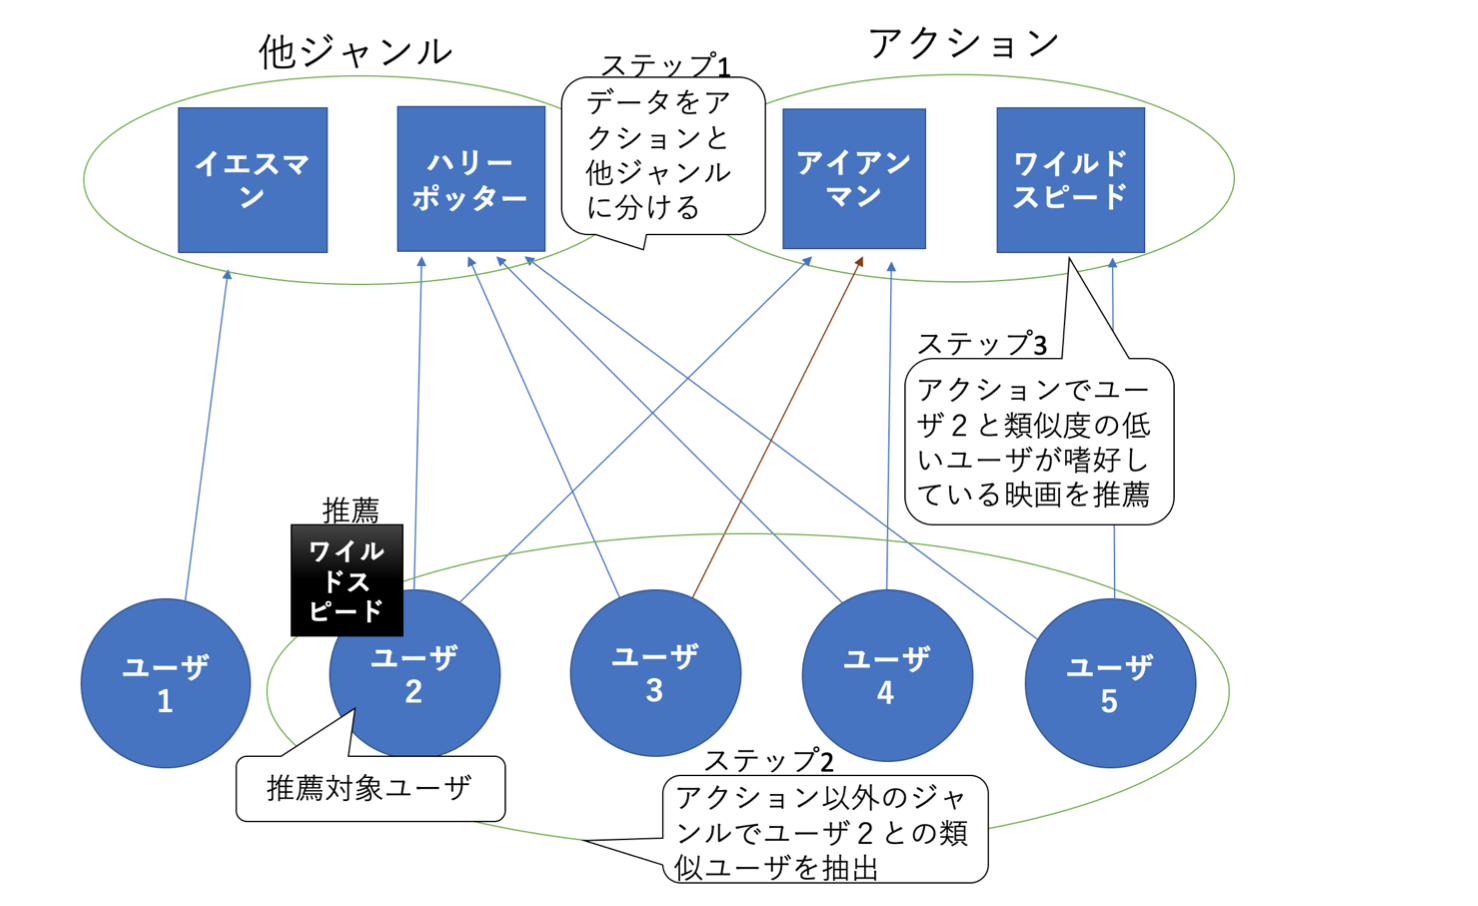 他ジャンル
アクション
ステップ1
データをア
クションと
他ジャンル
に分ける
イエスマ
ン
ハリー
ポッター
アイアン
マン
ワイルド
スピード
ステップ3
アクションでユー
ザ2と類似度の低
いユーザが嗜好し
ている映画を推薦
推薦
ワイル
ドス
ピード
ユーザ
1
ユーザ
2
ユーザ
3
ユーザ
4
ユーザ
5
推薦対象ユーザ
ステップ2
アクション以外のジャ
ンルでユーザ2との類
似ユーザを抽出